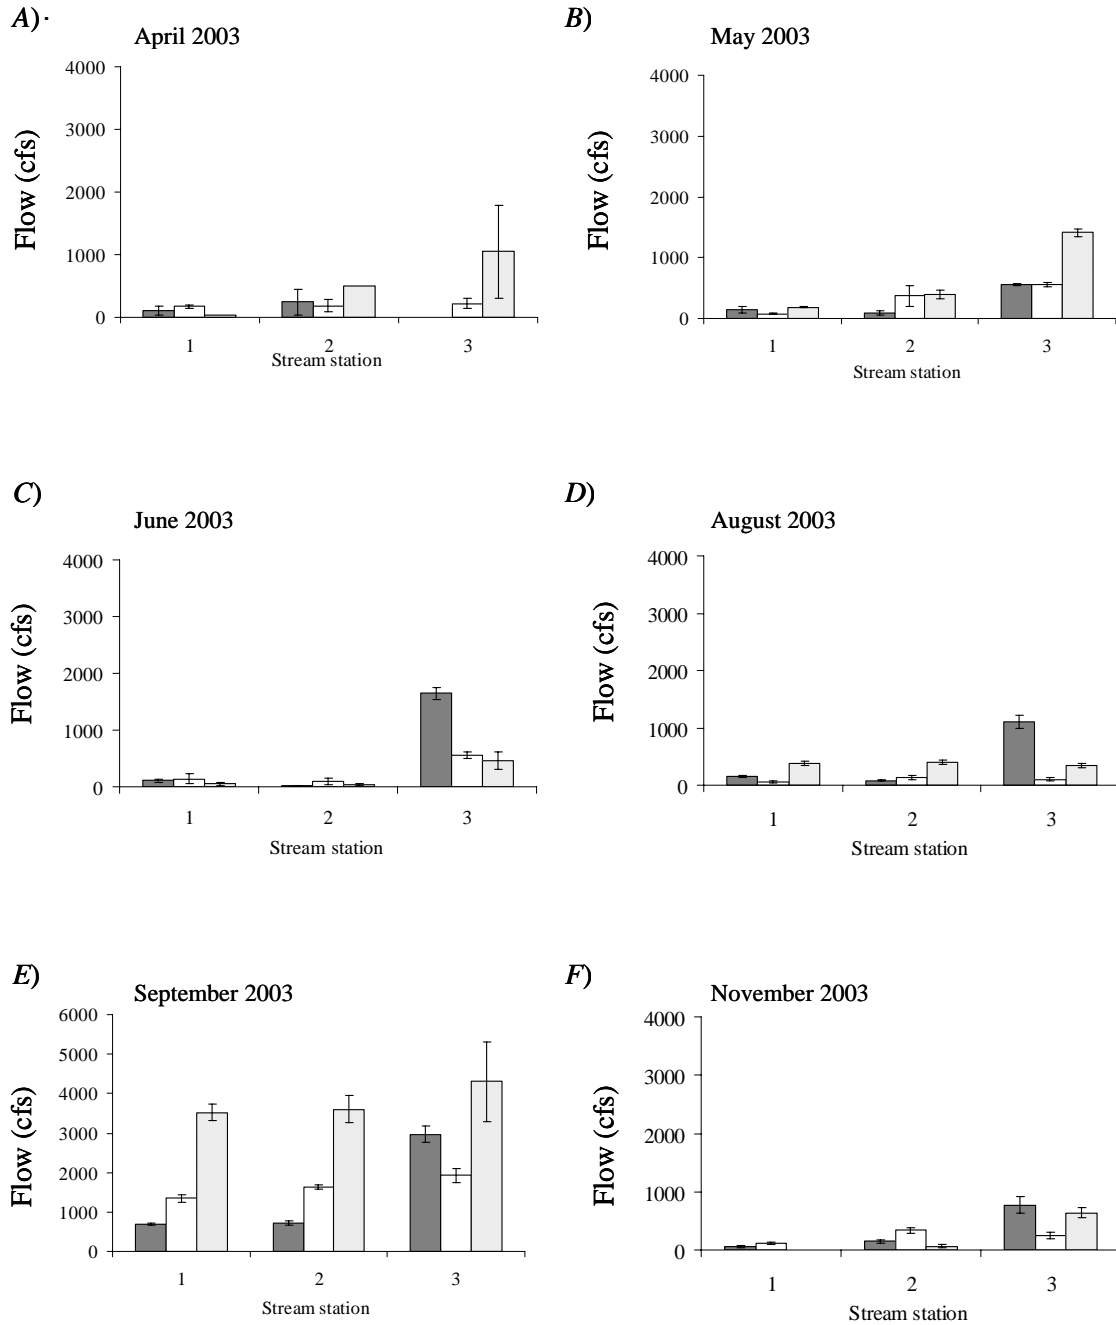 A)·
April 2003
Flow (cfs)
4000
3000
2000
1000
0
1 2 3
Stream station
B)
May 2003
Flow (cfs)
4000
3000
2000
1000
0
1 2 3
Stream station
C)
June 2003
Flow (cfs)
4000
3000
2000
1000
0
1 2 3
Stream station
D)
August 2003
Flow (cfs)
4000
3000
2000
1000
0
1 2 3
Stream station
E)
September 2003
Flow (cfs)
6000
5000
4000
3000
2000
1000
0
1 2 3
Stream station
F)
November 2003
Flow (cfs)
4000
3000
2000
1000
0
1 2 3
Stream station